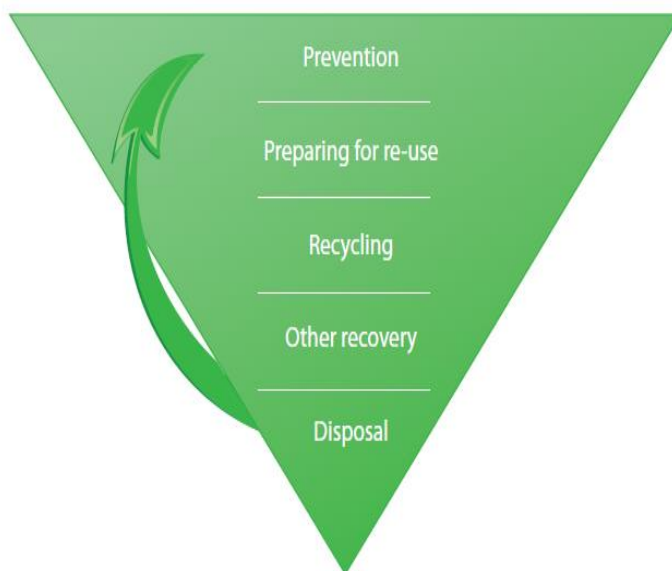 Prevention
Preparing for re-use
Recycling
Other recovery
Disposal